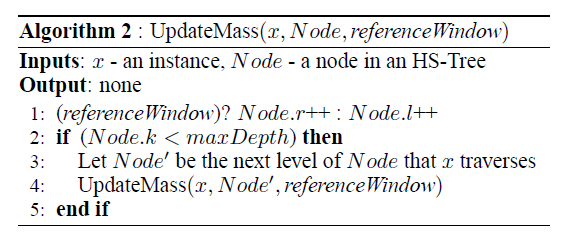 Algorithm 2 : UpdateMass(x, Node, referenceWindow)
Inputs: x - an instance, Node - a node in an HS-Tree
Output: none
1: (referenceWindow)? Node.r++ : Node.l++
2: if (Node.k < maxDepth) then
3: Let Node′ be the next level of Node that x traverses
4: UpdateMass(x, Node′, referenceWindow)
5: end if